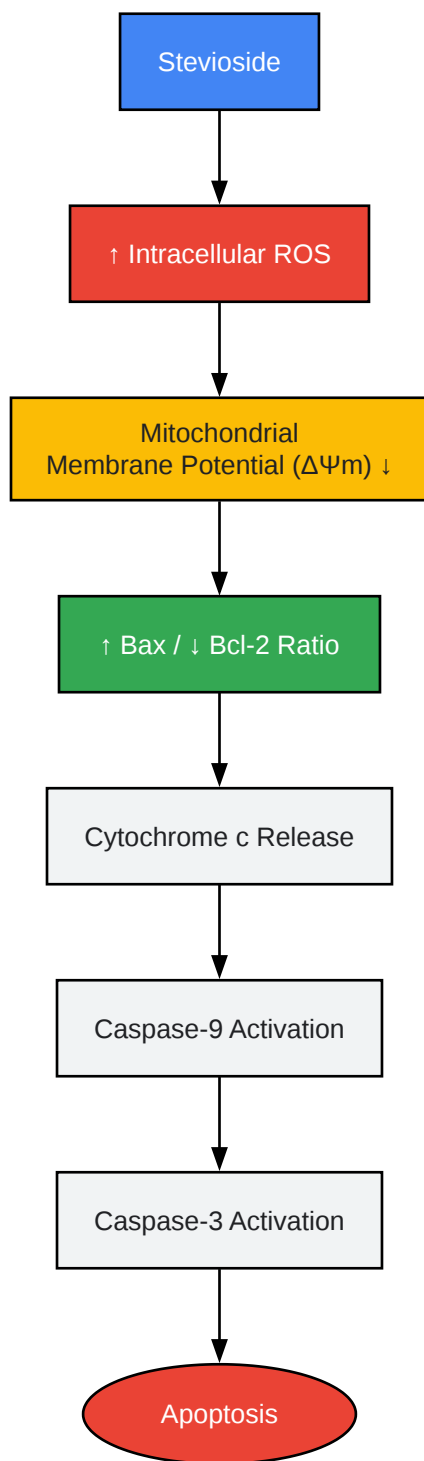 Stevioside
↑ Intracellular ROS
Mitochondrial
Membrane Potential (ΔΨm) ↓
↑ Bax / ↓ Bcl-2 Ratio
Cytochrome c Release
Caspase-9 Activation
Caspase-3 Activation
Apoptosis